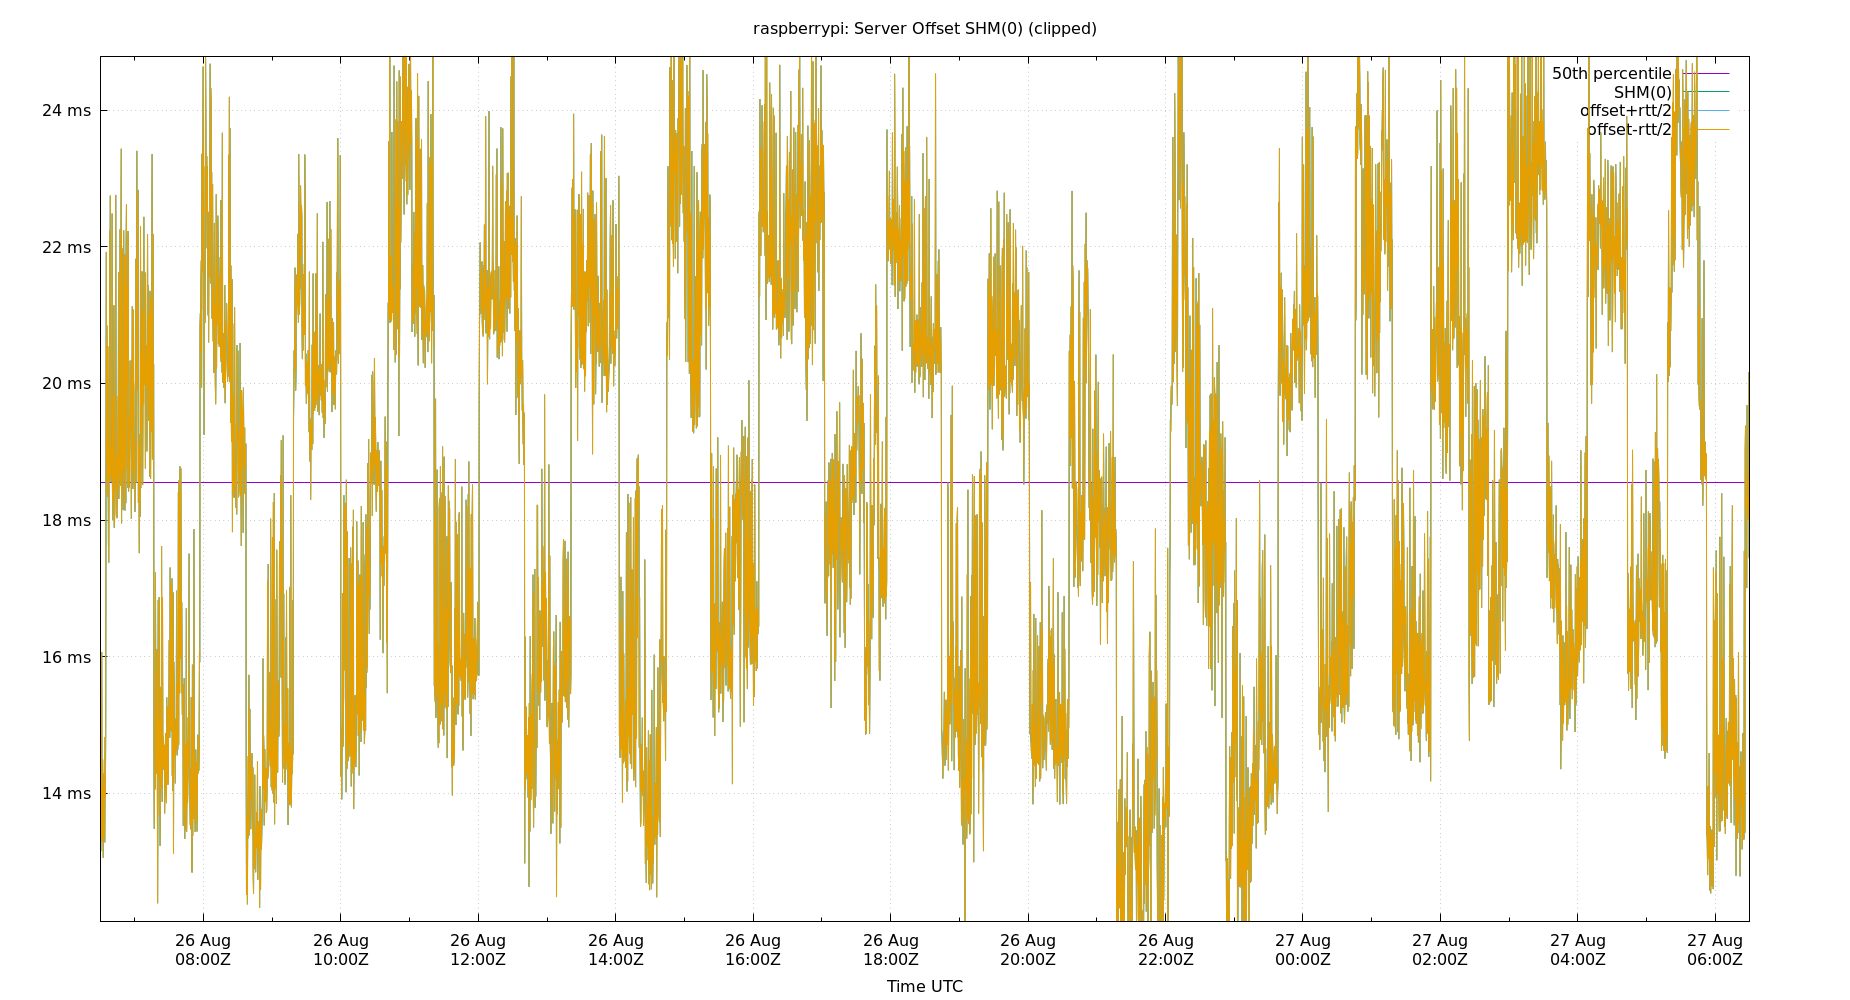 raspberrypi: Server Offset SHM(0) (clipped)
50th percentile
SHM(0)
offset+rtt/2
offset-rtt/2
24 ms
22 ms
20 ms
18 ms
16 ms
14 ms
26 Aug 26 Aug 26 Aug 26 Aug 26 Aug 26 Aug 26 Aug 26 Aug 27 Aug 27 Aug 27 Aug 27 Aug
08:00Z 10:00Z 12:00Z 14:00Z 16:00Z 18:00Z 20:00Z 22:00Z 00:00Z 02:00Z 04:00Z 06:00Z
Time UTC